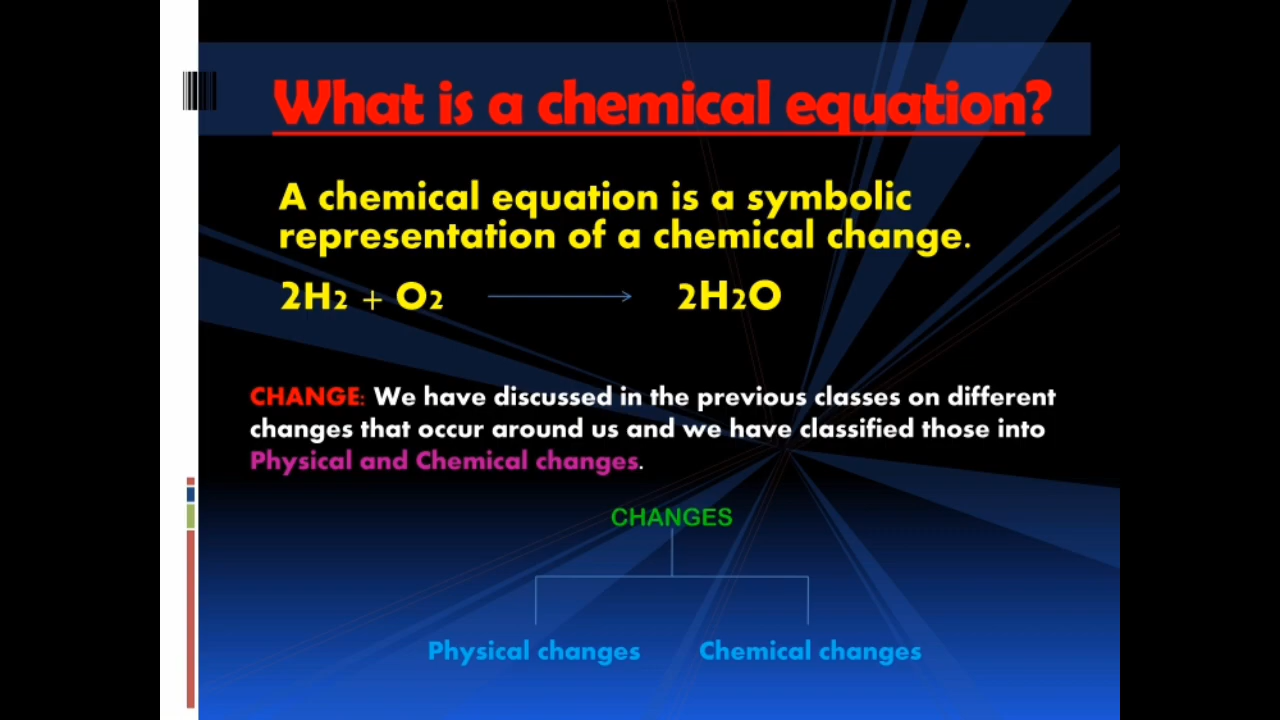 What is a chemical equation?
A chemical equation is a symbolic
representation of a chemical change.
2H2 + O2 → 2H2O
CHANGE: We have discussed in the previous classes on different
changes that occur around us and we have classified those into
Physical and Chemical changes.
CHANGES
Physical changes Chemical changes